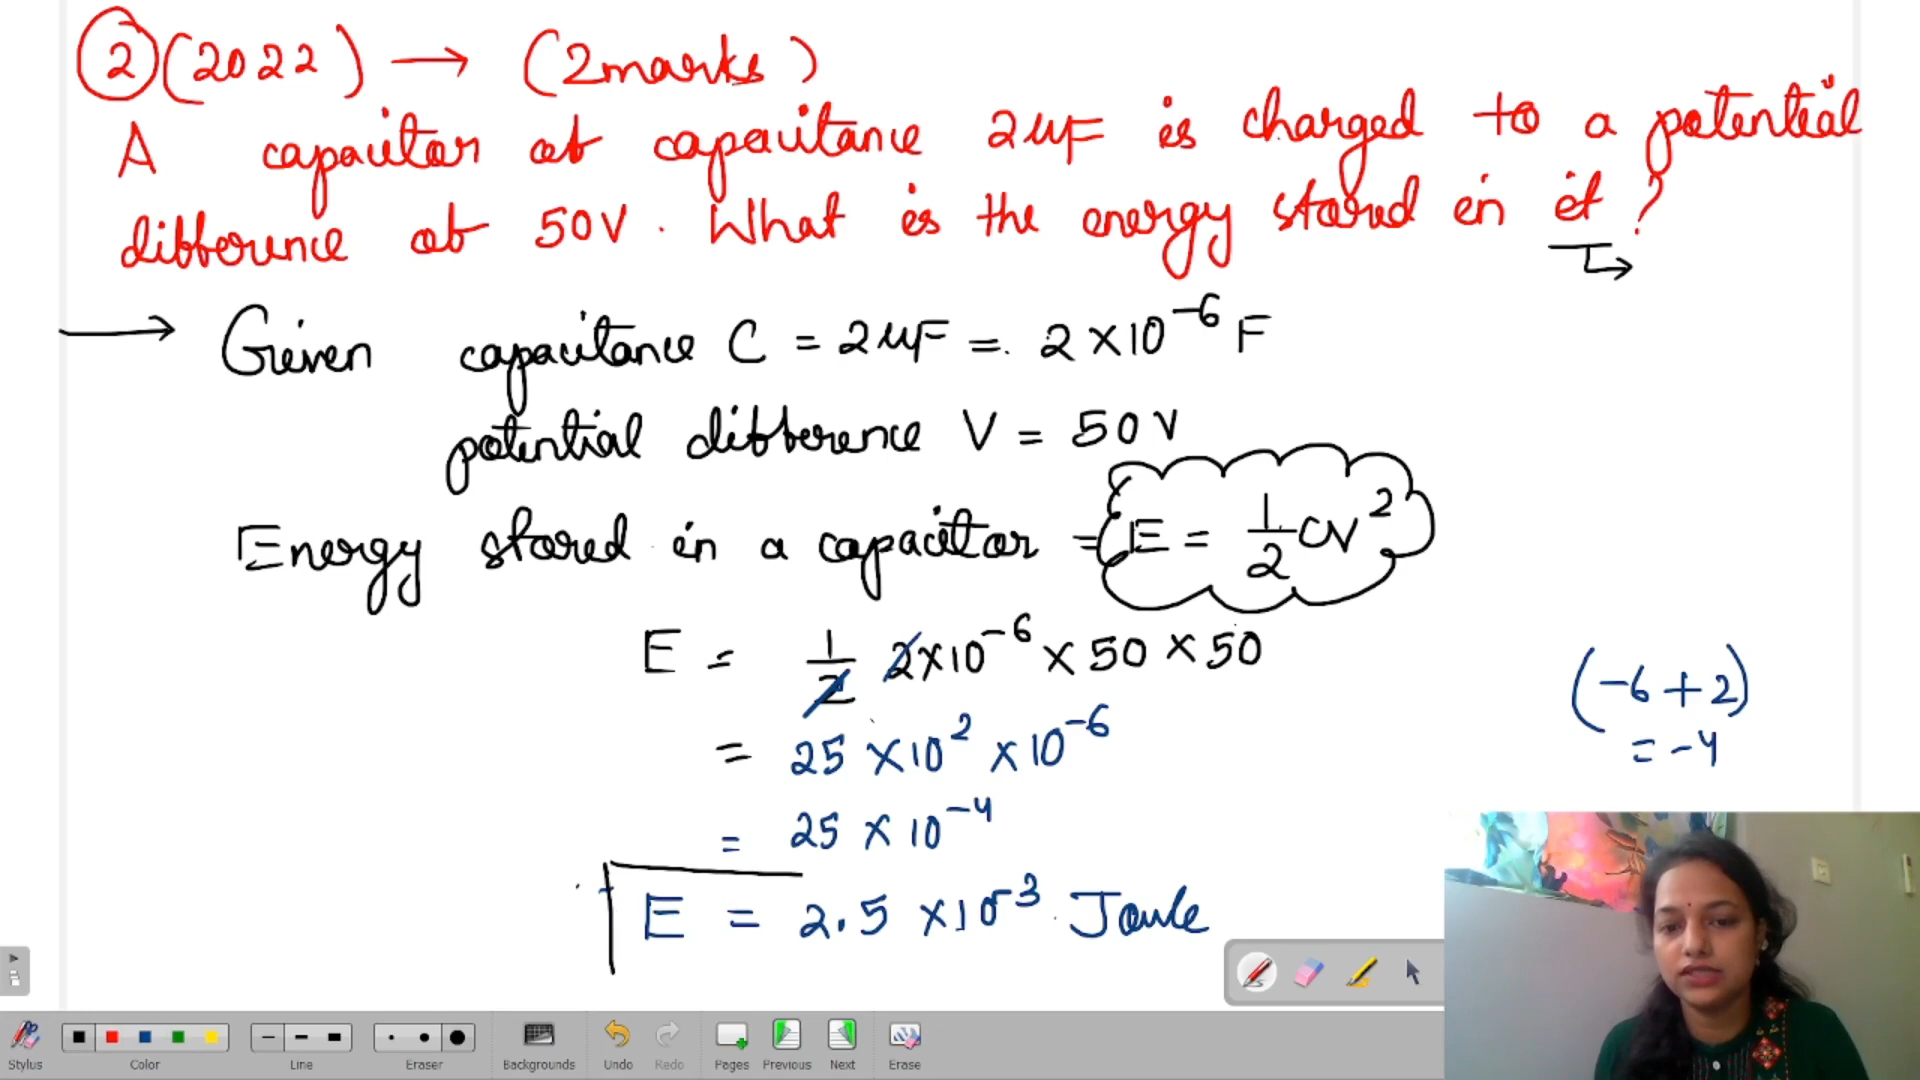 ② (2022) → (2marks)
A capacitor of capacitance 2μF is charged to a potential
difference of 50V. What is the energy stored in it?
→ Given capacitance C = 2μF = 2×10⁻⁶ F
potential difference V = 50V
Energy stored in a capacitor = E = 1/2 CV²
E = 1/2 2×10⁻⁶ × 50 × 50
= 25 × 10² × 10⁻⁶
(-6+2)
= -4
= 25 × 10⁻⁴
E = 2.5 × 10⁻³ Joule
Stylus Color Line Eraser Backgrounds Undo Redo Pages Previous Next Erase